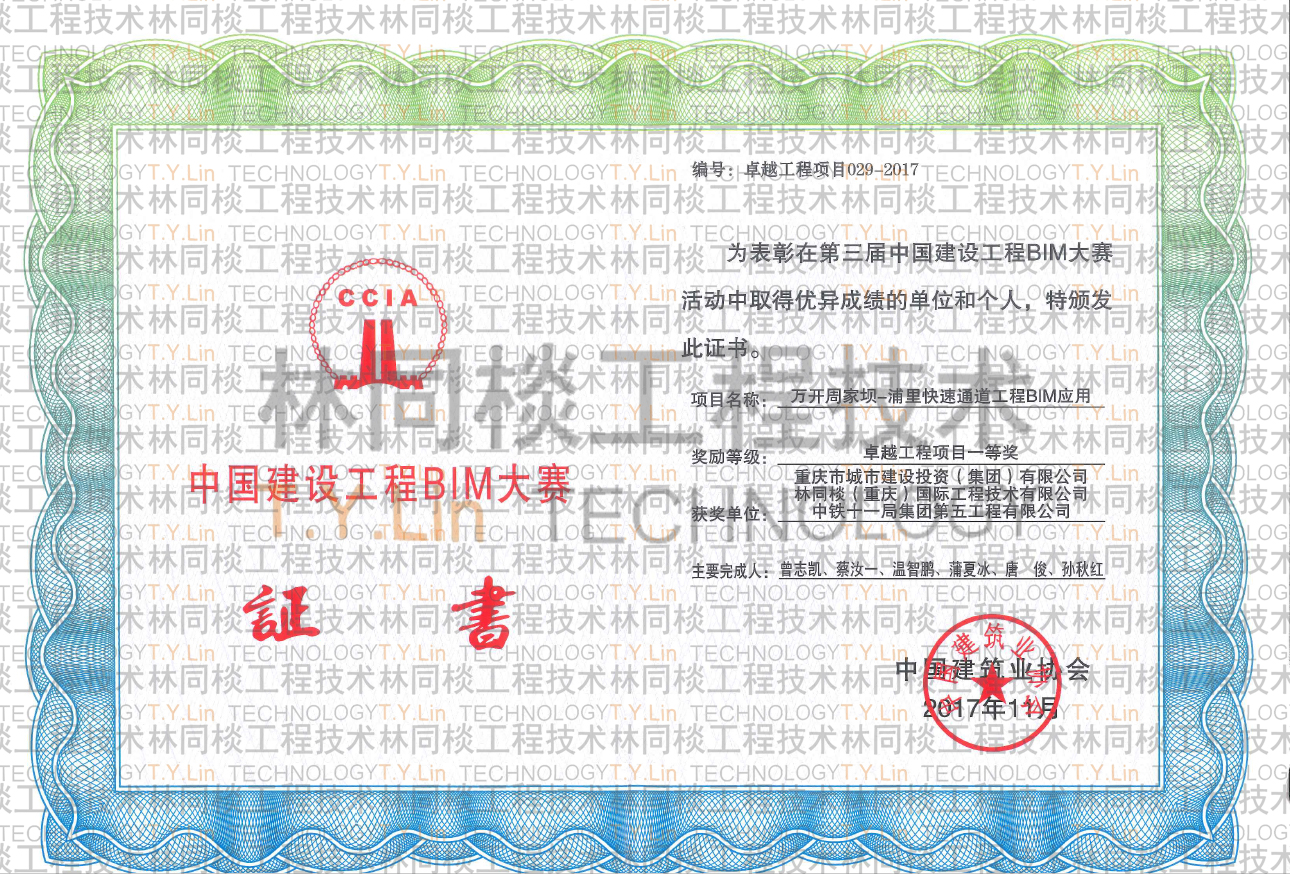 编号：卓越工程项目029-2017
为表彰在第三届中国建设工程BIM大赛
活动中取得优异成绩的单位和个人，特颁发
此证书。
CCIA
中国建设工程BIM大赛
証 書
项目名称： 万开周家坝-浦里快速通道工程BIM应用
奖励等级： 卓越工程项目一等奖
重庆市城市建设投资（集团）有限公司
林同棪（重庆）国际工程技术有限公司
获奖单位： 中铁十一局集团第五工程有限公司
主要完成人： 曾志凯、蔡汝一、温智鹏、蒲夏冰、唐 俊、孙秋红
中国建筑业协会
2017年11月
中国建筑业协会
林同棪工程技术
T.Y.Lin TECHNOLOGY